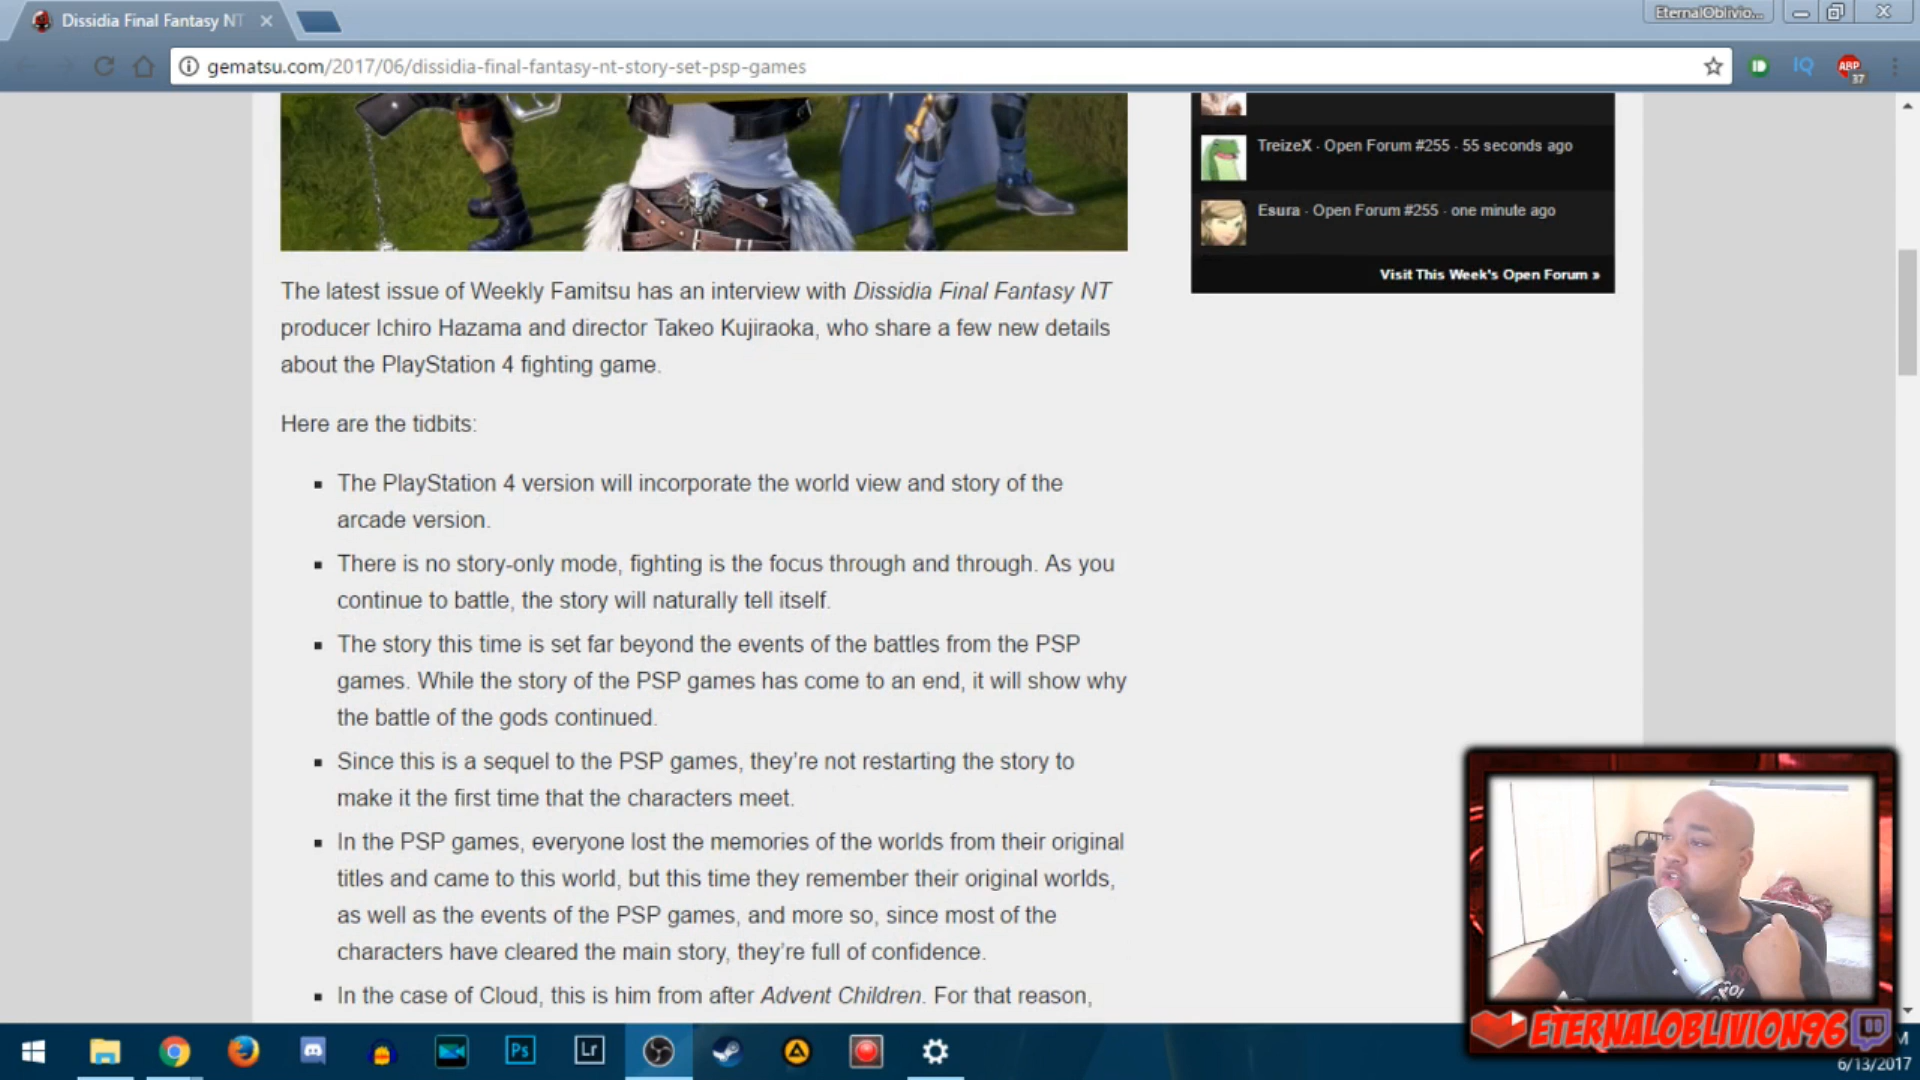 Dissidia Final Fantasy NT
EternalOblivio...
gematsu.com/2017/06/dissidia-final-fantasy-nt-story-set-psp-games
IQ
ABP
37
TreizeX · Open Forum #255 · 55 seconds ago
Esura · Open Forum #255 · one minute ago
Visit This Week's Open Forum »
The latest issue of Weekly Famitsu has an interview with Dissidia Final Fantasy NT
producer Ichiro Hazama and director Takeo Kujiraoka, who share a few new details
about the PlayStation 4 fighting game.
Here are the tidbits:
The PlayStation 4 version will incorporate the world view and story of the
arcade version.
There is no story-only mode, fighting is the focus through and through. As you
continue to battle, the story will naturally tell itself.
The story this time is set far beyond the events of the battles from the PSP
games. While the story of the PSP games has come to an end, it will show why
the battle of the gods continued.
Since this is a sequel to the PSP games, they're not restarting the story to
make it the first time that the characters meet.
In the PSP games, everyone lost the memories of the worlds from their original
titles and came to this world, but this time they remember their original worlds,
as well as the events of the PSP games, and more so, since most of the
characters have cleared the main story, they're full of confidence.
In the case of Cloud, this is him from after Advent Children. For that reason,
ETERNALOBLIVION96
Ps
Lr
6/13/2017